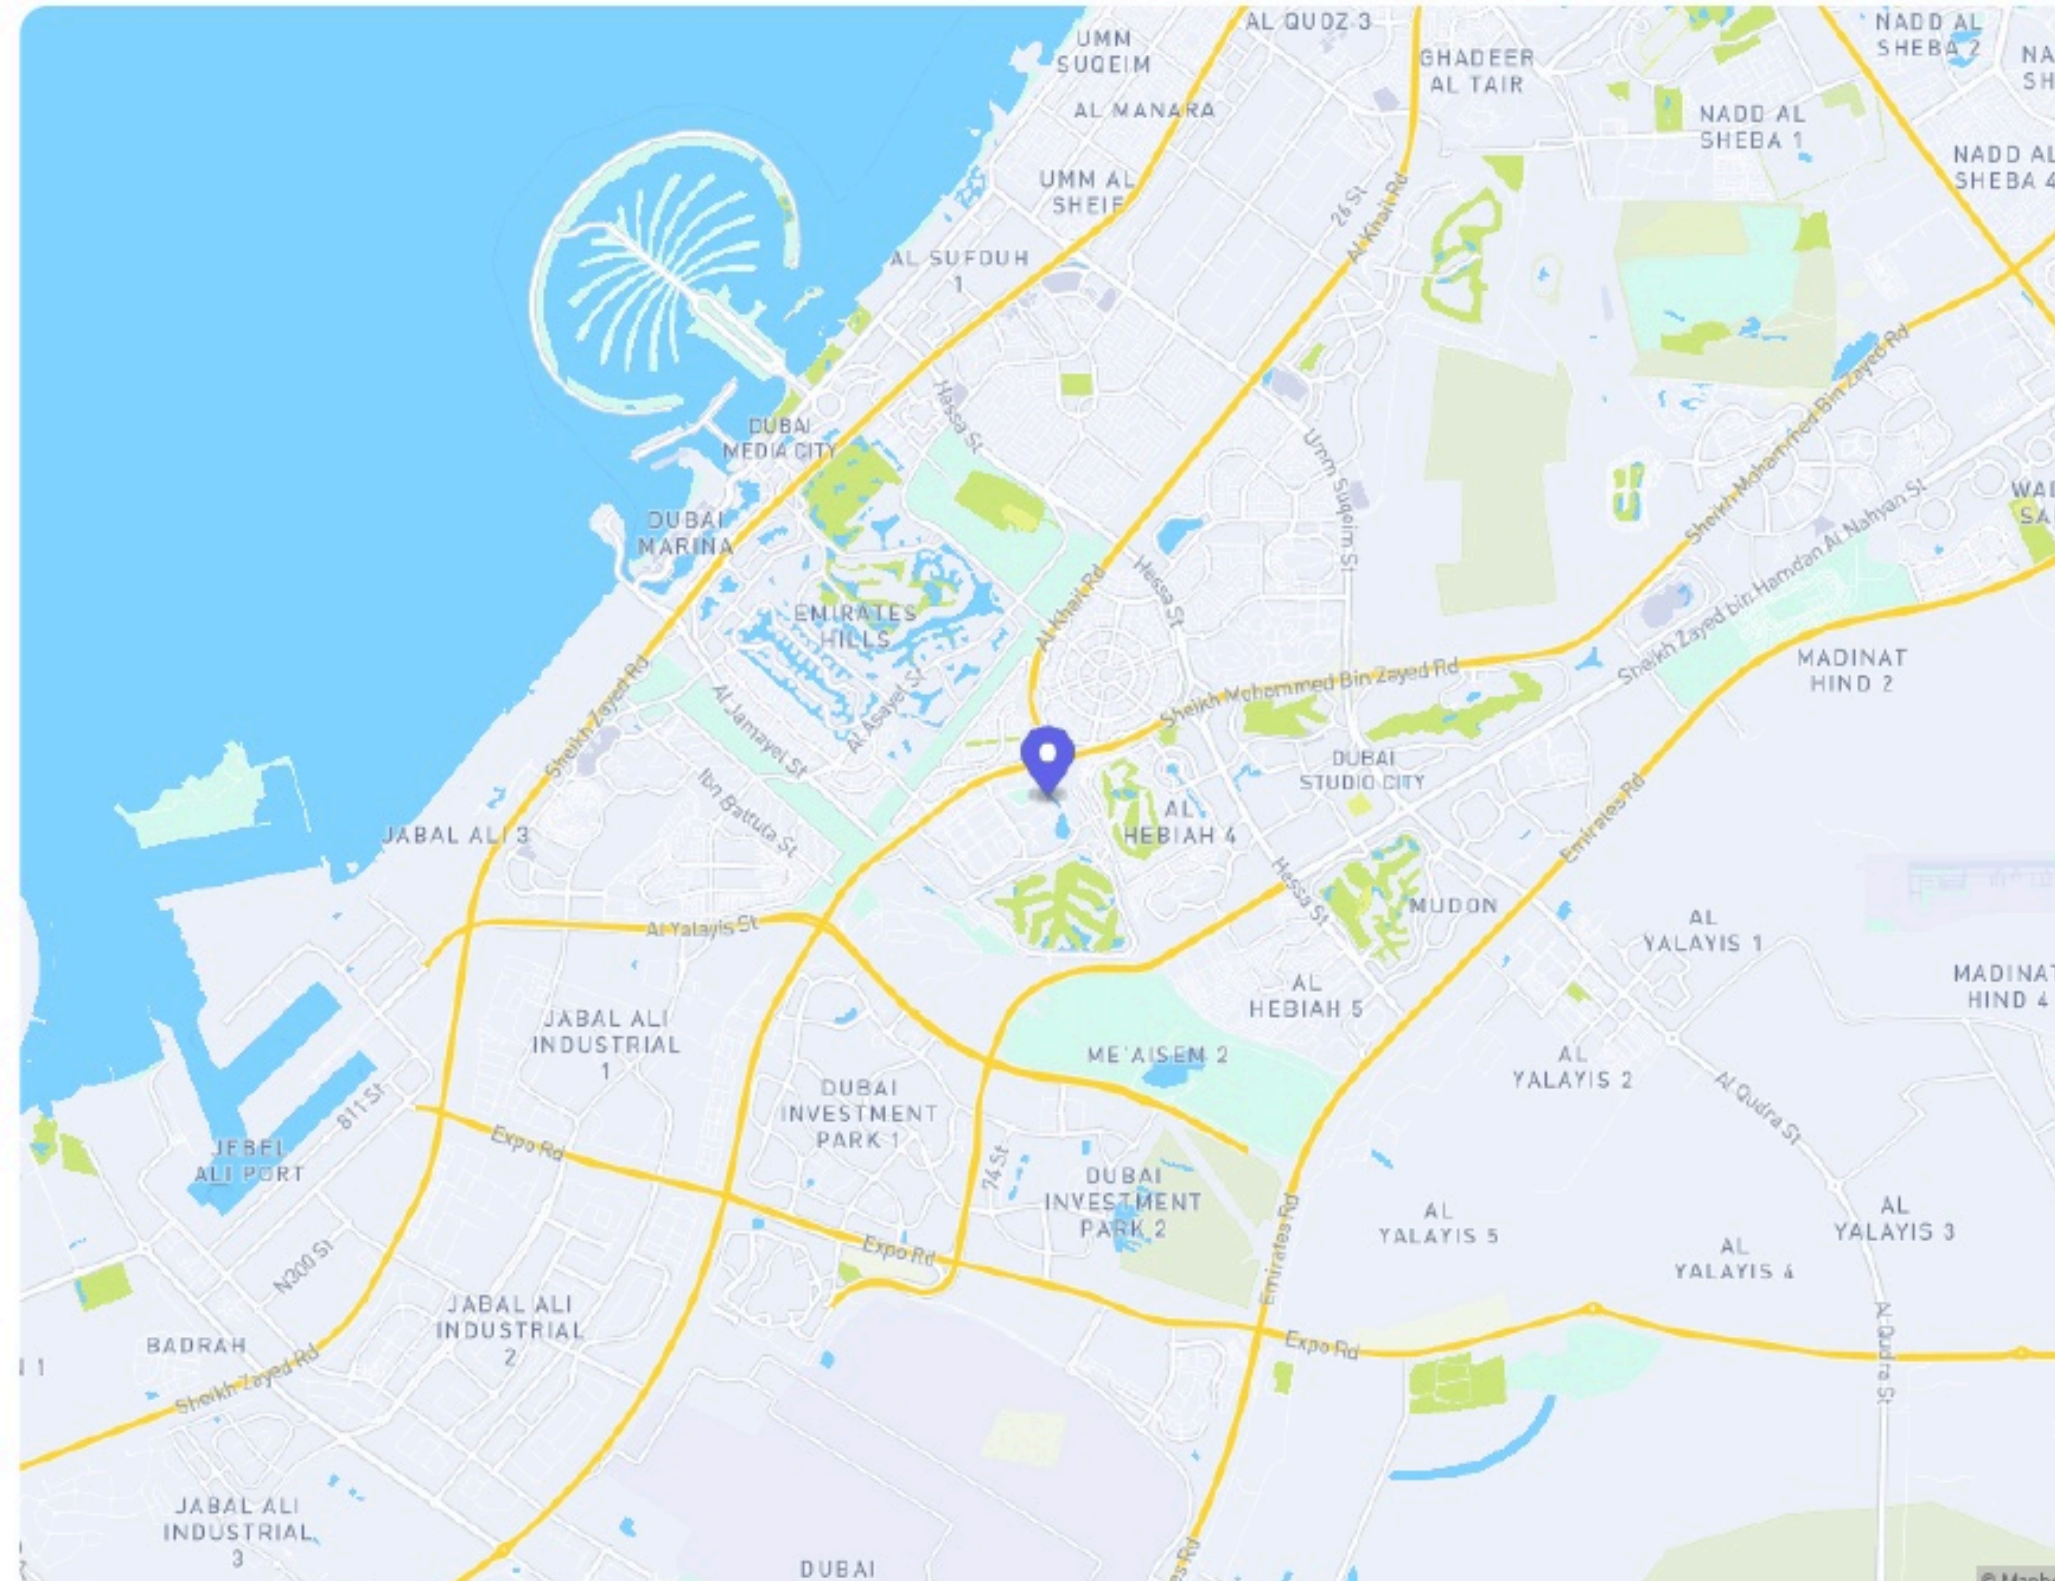 AL QUOZ 3
UMM
SUQEIM
GHADEER
AL TAIR
NADD AL
SHEBA 2
AL MANARA
NADD AL
SHEBA 1
NADD AL
SHEBA 4
UMM AL
SHEIF
26 St
Al Khail Rd
AL SUFOUH
1
Sheikh Mohammed Bin Zayed Rd
Hessa St
DUBAI
MEDIA CITY
Umm Suqeim St
Sheikh Zayed bin Hamdan Al Nahyan St
DUBAI
MARINA
Al Khail Rd
Hessa St
EMIRATES
HILLS
MADINAT
HIND 2
Sheikh Zayed Rd
Al Jamayel St
Al Asayel St
Sheikh Mohammed Bin Zayed Rd
DUBAI
STUDIO CITY
Ibn Battuta St
Emirates Rd
JABAL ALI 3
AL
HEBIAH 4
Hessa St
MUDON
Al Yalayis St
AL
YALAYIS 1
AL
HEBIAH 5
MADINAT
HIND 4
JABAL ALI
INDUSTRIAL
1
ME'AISEM 2
AL
YALAYIS 2
811 St
DUBAI
INVESTMENT
PARK 1
Al Qudra St
JEBEL
ALI PORT
Expo Rd
74 St
DUBAI
INVESTMENT
PARK 2
AL
YALAYIS 5
AL
YALAYIS 3
Emirates Rd
Expo Rd
AL
YALAYIS 4
N300 St
JABAL ALI
INDUSTRIAL
2
BADRAH
Expo Rd
Al Qudra St
Sheikh Zayed Rd
JABAL ALI
INDUSTRIAL
3
DUBAI